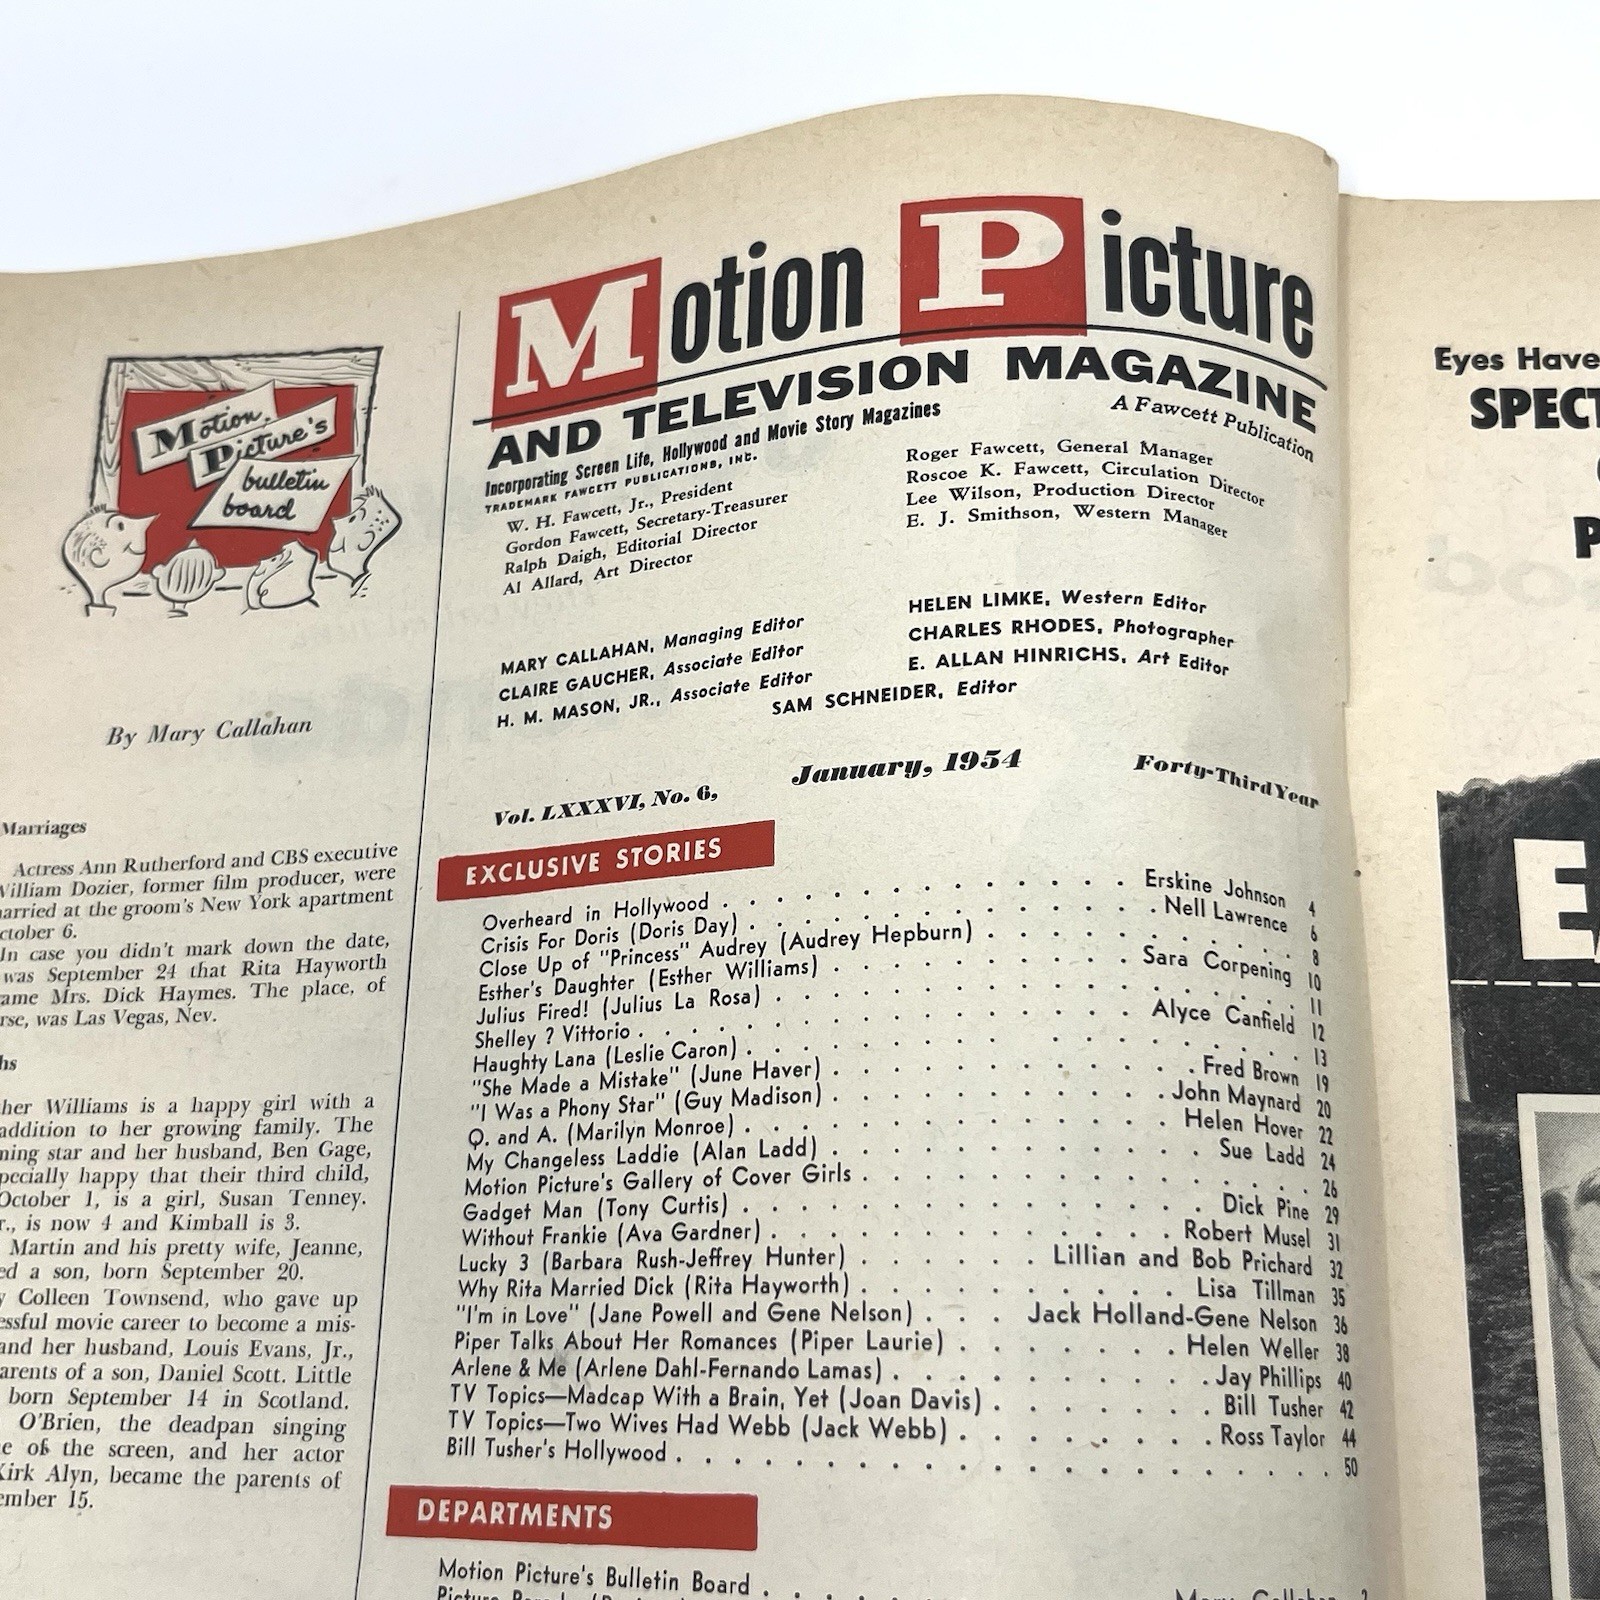 Motion
Picture's
bulletin
board
By Mary Callahan
Marriages
Actress Ann Rutherford and CBS executive
William Dozier, former film producer, were
married at the groom's New York apartment
October 6.
In case you didn't mark down the date,
was September 24 that Rita Hayworth
ame Mrs. Dick Haymes. The place, of
rse, was Las Vegas, Nev.
hs
her Williams is a happy girl with a
addition to her growing family. The
ming star and her husband, Ben Gage,
pecially happy that their third child,
October 1, is a girl, Susan Tenney.
r., is now 4 and Kimball is 3.
Martin and his pretty wife, Jeanne,
ed a son, born September 20.
y Colleen Townsend, who gave up
essful movie career to become a mis-
and her husband, Louis Evans, Jr.,
arents of a son, Daniel Scott. Little
born September 14 in Scotland.
O'Brien, the deadpan singing
e of the screen, and her actor
Kirk Alyn, became the parents of
ember 15.
Motion Picture
AND TELEVISION MAGAZINE
Incorporating Screen Life, Hollywood and Movie Story Magazines
A Fawcett Publication
TRADEMARK FAWCETT PUBLICATIONS, INC.
W. H. Fawcett, Jr., President
Gordon Fawcett, Secretary-Treasurer
Ralph Daigh, Editorial Director
Al Allard, Art Director
Roger Fawcett, General Manager
Roscoe K. Fawcett, Circulation Director
Lee Wilson, Production Director
E. J. Smithson, Western Manager
MARY CALLAHAN, Managing Editor
CLAIRE GAUCHER, Associate Editor
H. M. MASON, JR., Associate Editor
HELEN LIMKE, Western Editor
CHARLES RHODES, Photographer
E. ALLAN HINRICHS, Art Editor
SAM SCHNEIDER, Editor
Vol. LXXXVI, No. 6, January, 1954 Forty-Third Year
EXCLUSIVE STORIES
Overheard in Hollywood . . . Erskine Johnson 4
Crisis For Doris (Doris Day) . . . Nell Lawrence 6
Close Up of "Princess" Audrey (Audrey Hepburn) . . . 8
Esther's Daughter (Esther Williams) . . . Sara Corpening 10
Julius Fired! (Julius La Rosa) . . . 11
Shelley ? Vittorio . . . Alyce Canfield 12
Haughty Lana (Leslie Caron) . . . 13
"She Made a Mistake" (June Haver) . . . Fred Brown 19
"I Was a Phony Star" (Guy Madison) . . . John Maynard 20
Q. and A. (Marilyn Monroe) . . . Helen Hover 22
My Changeless Laddie (Alan Ladd) . . . Sue Ladd 24
Motion Picture's Gallery of Cover Girls . . . 26
Gadget Man (Tony Curtis) . . . Dick Pine 29
Without Frankie (Ava Gardner) . . . Robert Musel 31
Lucky 3 (Barbara Rush-Jeffrey Hunter) . . . Lillian and Bob Prichard 32
Why Rita Married Dick (Rita Hayworth) . . . Lisa Tillman 35
"I'm in Love" (Jane Powell and Gene Nelson) . . . Jack Holland-Gene Nelson 36
Piper Talks About Her Romances (Piper Laurie) . . . Helen Weller 38
Arlene & Me (Arlene Dahl-Fernando Lamas) . . . Jay Phillips 40
TV Topics—Madcap With a Brain, Yet (Joan Davis) . . . Bill Tusher 42
TV Topics—Two Wives Had Webb (Jack Webb) . . . Ross Taylor 44
Bill Tusher's Hollywood . . . 50
DEPARTMENTS
Motion Picture's Bulletin Board . . . Mary Callahan 2
Eyes Have
SPECT
P
E